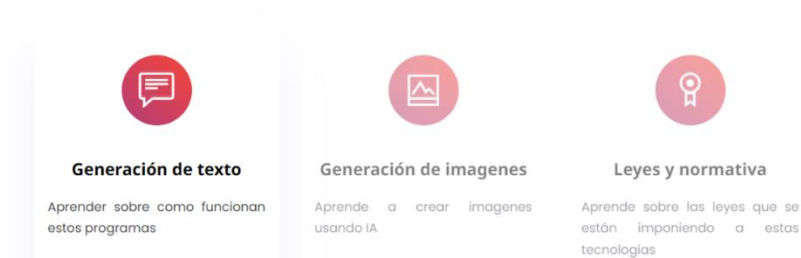 Generación de texto
Aprender sobre como funcionan
estos programas
Generación de imagenes
Aprende a crear imagenes
usando IA
Leyes y normativa
Aprende sobre las leyes que se
están imponiendo a estas
tecnologías